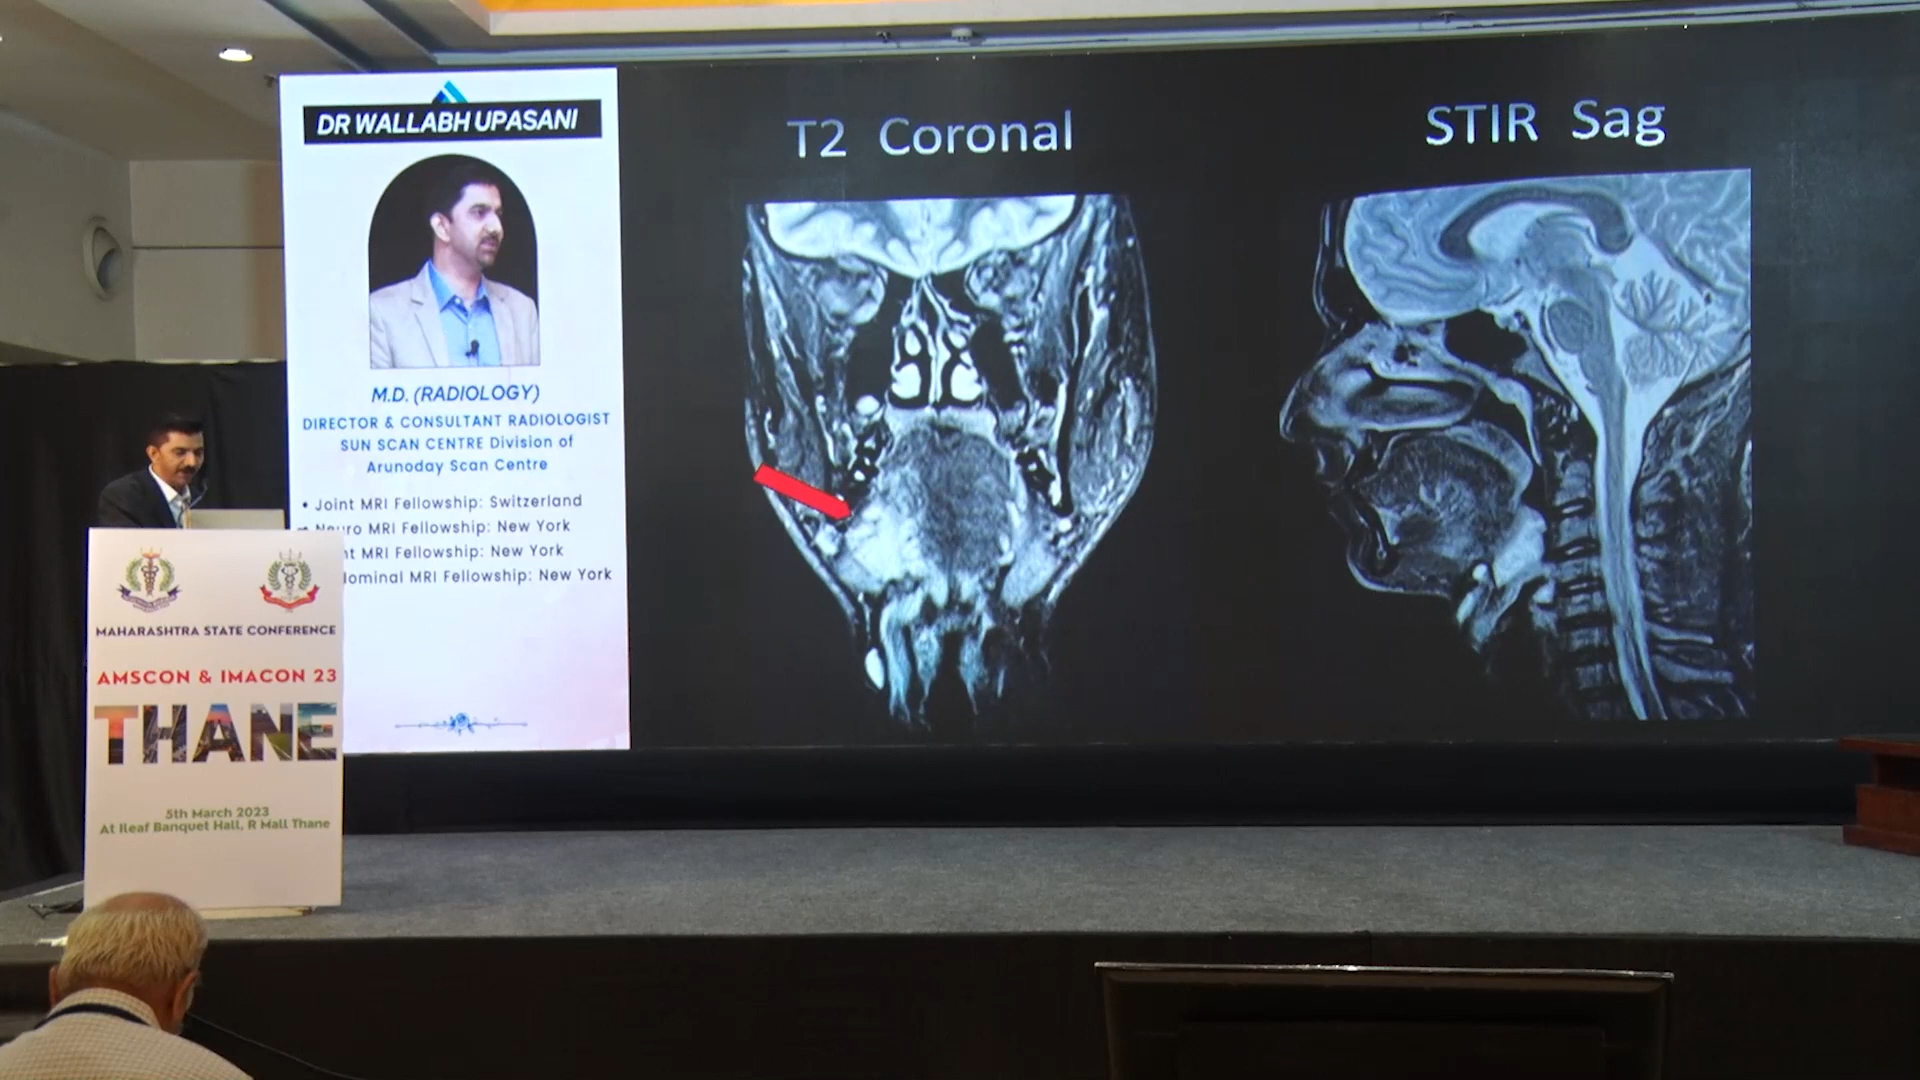 DR WALLABH UPASANI
M.D. (RADIOLOGY)
DIRECTOR & CONSULTANT RADIOLOGIST
SUN SCAN CENTRE Division of
Arunoday Scan Centre
• Joint MRI Fellowship: Switzerland
MRI Fellowship: New York
MRI Fellowship: New York
MRI Fellowship: New York
T2 Coronal
STIR Sag
MAHARASHTRA STATE CONFERENCE
AMSCON & IMACON 23
THANE
5th March 2023
At Ileaf Banquet Hall, R Mall Thane